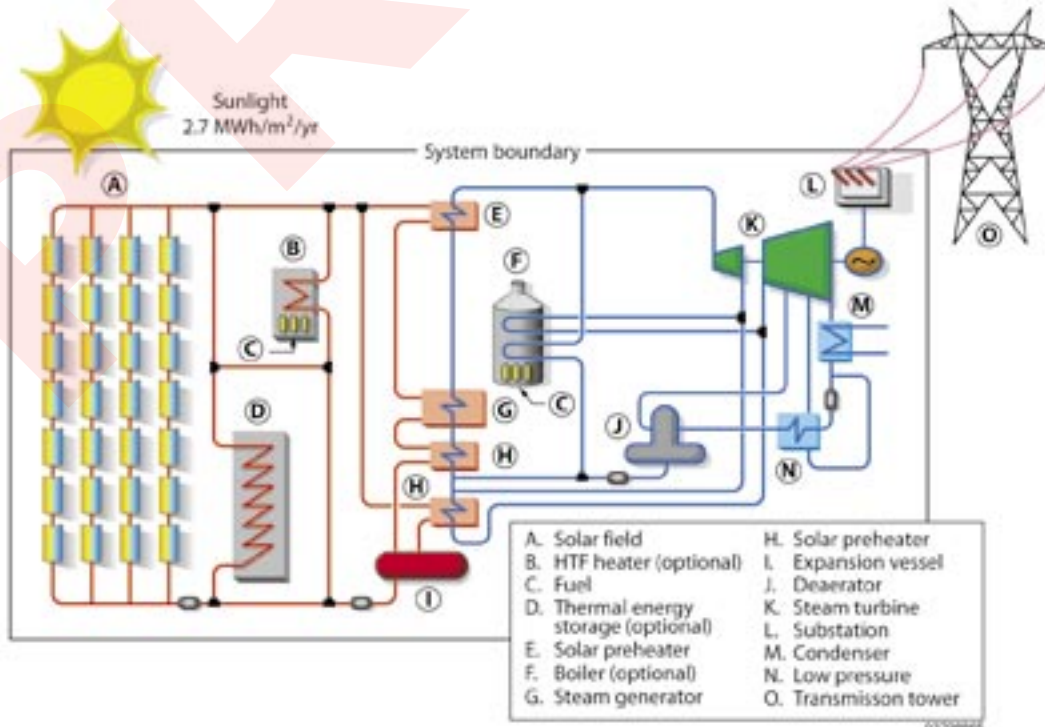 Sunlight
2.7 MWh/m²/yr
System boundary
A
L
E
K
O
B
F
M
C
D
G
C
J
H
N
H
I
A. Solar field
B. HTF heater (optional)
C. Fuel
D. Thermal energy
storage (optional)
E. Solar preheater
F. Boiler (optional)
G. Steam generator
H. Solar preheater
I. Expansion vessel
J. Deaerator
K. Steam turbine
L. Substation
M. Condenser
N. Low pressure
O. Transmisson tower